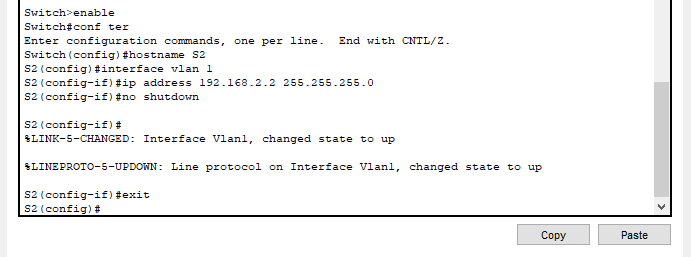 Switch>enable
Switch#conf ter
Enter configuration commands, one per line.  End with CNTL/Z.
Switch(config)#hostname S2
S2(config)#interface vlan 1
S2(config-if)#ip address 192.168.2.2 255.255.255.0
S2(config-if)#no shutdown
S2(config-if)#
%LINK-5-CHANGED: Interface Vlan1, changed state to up
%LINEPROTO-5-UPDOWN: Line protocol on Interface Vlan1, changed state to up
S2(config-if)#exit
S2(config)#
Copy
Paste